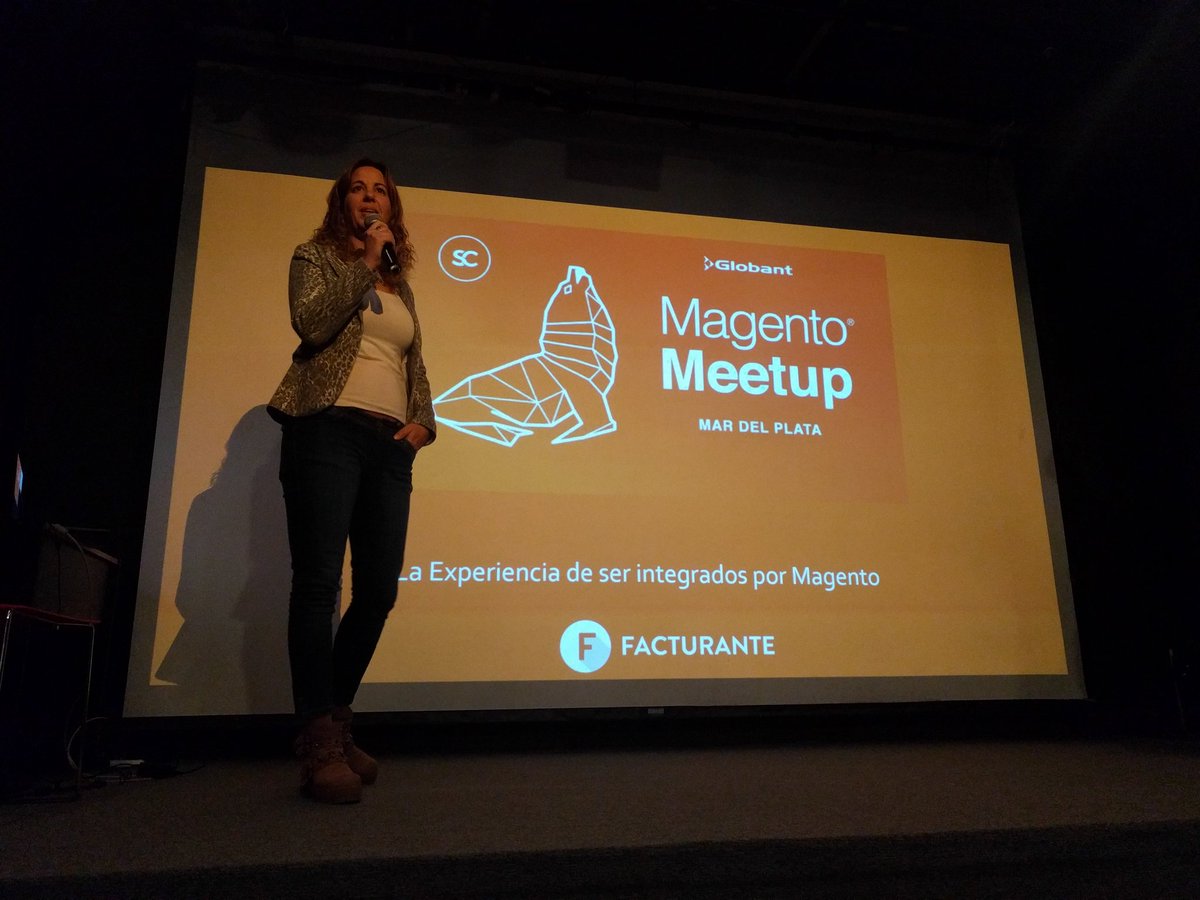 SC
Globant
Magento®
Meetup
MAR DEL PLATA
La Experiencia de ser integrados por Magento
F FACTURANTE